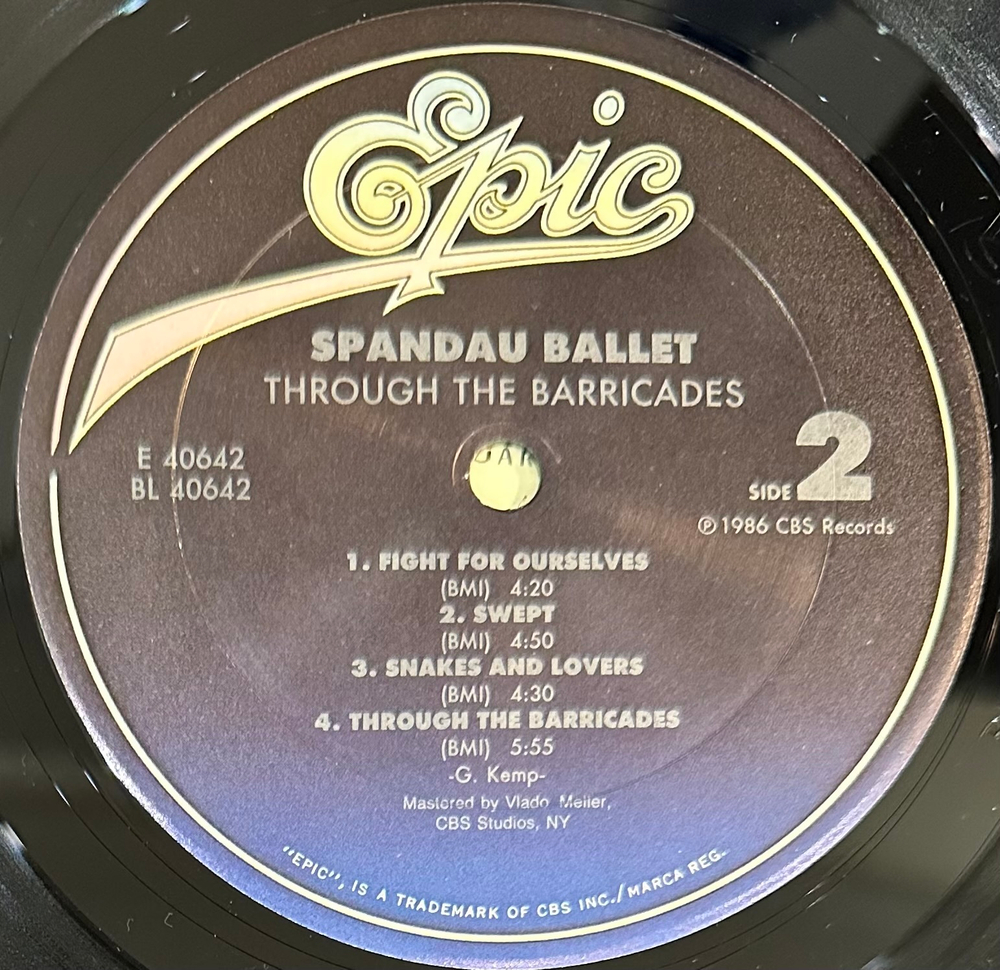 Epic
SPANDAU BALLET
THROUGH THE BARRICADES
E 40642
BL 40642
SIDE 2
℗1986 CBS Records
1. FIGHT FOR OURSELVES
(BMI) 4:20
2. SWEPT
(BMI) 4:50
3. SNAKES AND LOVERS
(BMI) 4:30
4. THROUGH THE BARRICADES
(BMI) 5:55
-G. Kemp-
Mastered by Vlado Meller,
CBS Studios, NY
"EPIC", IS A TRADEMARK OF CBS INC./MARCA REG.